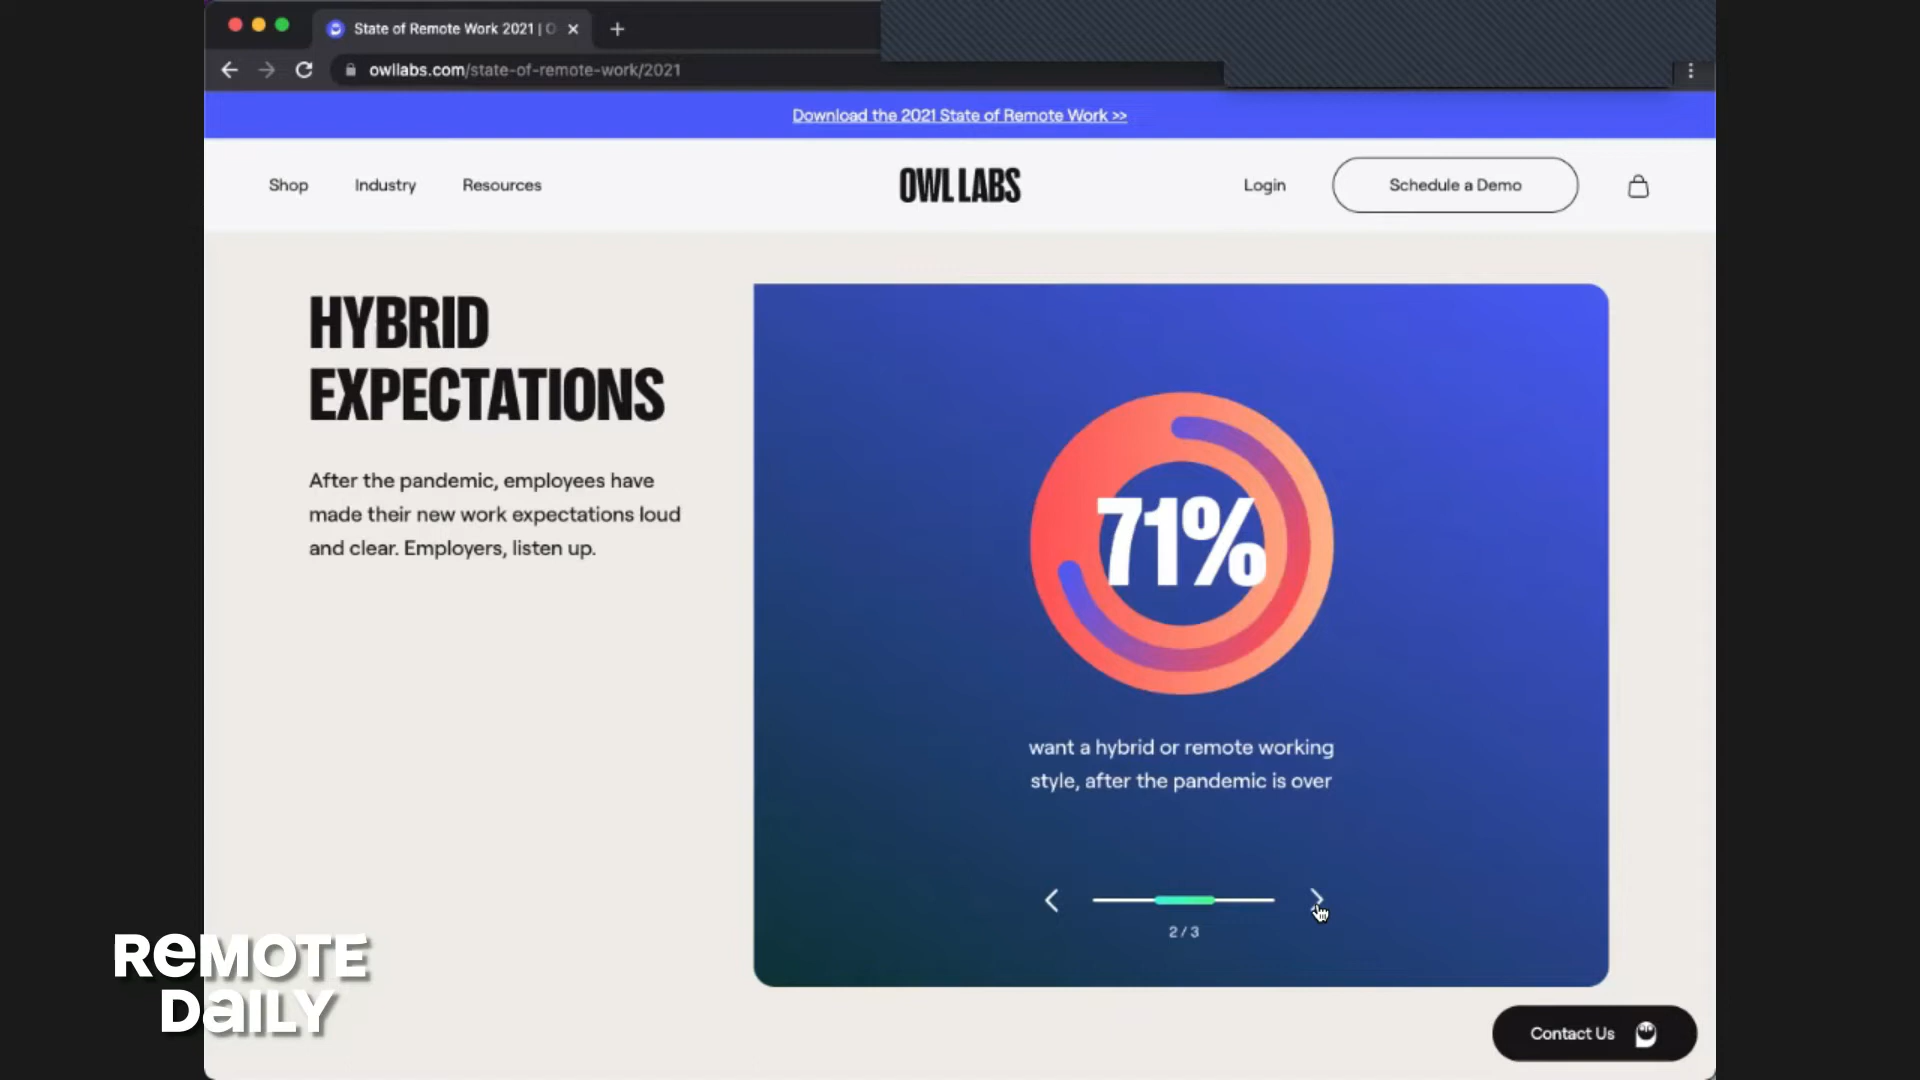 State of Remote Work 2021 | O
owllabs.com/state-of-remote-work/2021
Download the 2021 State of Remote Work >>
Shop
Industry
Resources
OWL LABS
Login
Schedule a Demo
HYBRID
EXPECTATIONS
After the pandemic, employees have
made their new work expectations loud
and clear. Employers, listen up.
71%
want a hybrid or remote working
style, after the pandemic is over
2 / 3
REMOTE
DAILY
Contact Us